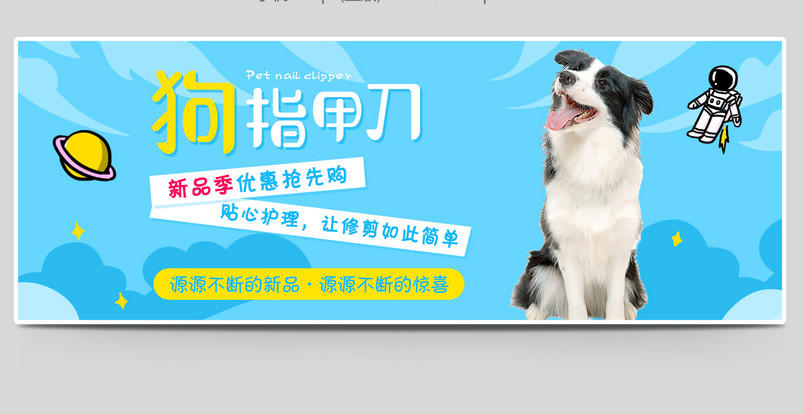 Pet nail clipper
狗指甲刀
新品季优惠抢先购
贴心护理，让修剪如此简单
源源不断的新品·源源不断的惊喜